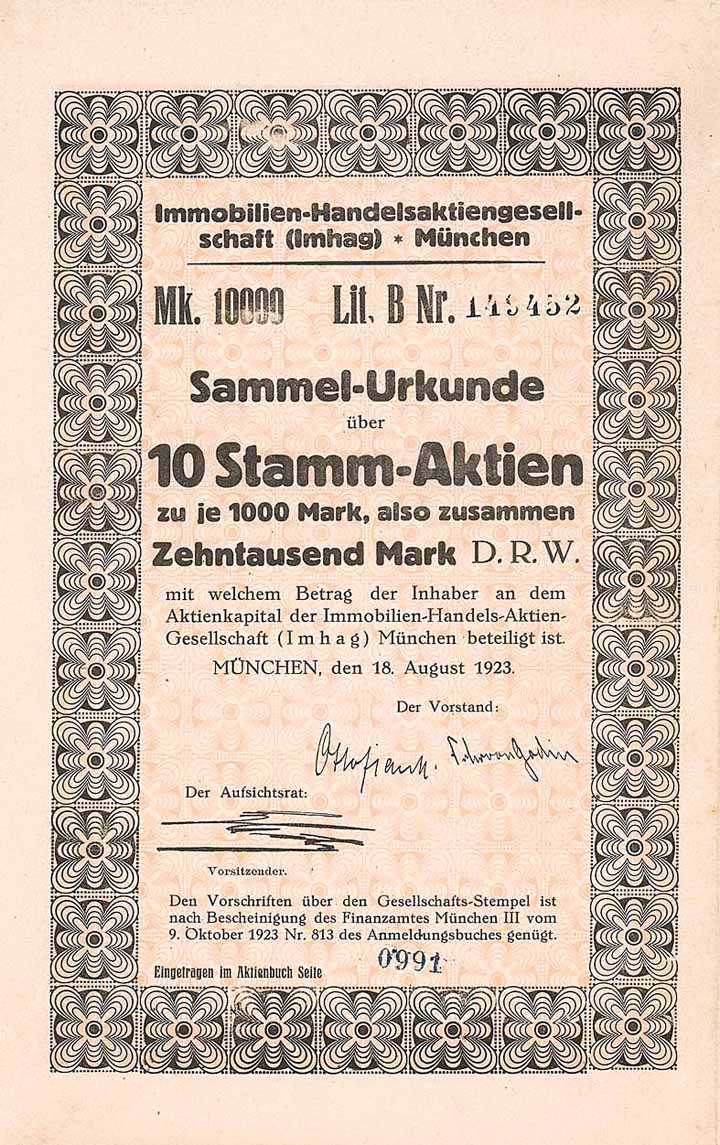 Immobilien-Handelsaktiengesell-
schaft (Imhag) * München
Mk. 10000 Lit. B Nr. 149452
Sammel-Urkunde
über
10 Stamm-Aktien
zu je 1000 Mark, also zusammen
Zehntausend Mark D. R. W.
mit welchem Betrag der Inhaber an dem
Aktienkapital der Immobilien-Handels-Aktien-
Gesellschaft (Imhag) München beteiligt ist.
MÜNCHEN, den 18. August 1923.
Der Vorstand:
Der Aufsichtsrat:
Vorsitzender.
Den Vorschriften über den Gesellschafts-Stempel ist
nach Bescheinigung des Finanzamtes München III vom
9. Oktober 1923 Nr. 813 des Anmeldungsbuches genügt.
Eingetragen im Aktienbuch Seite 0991